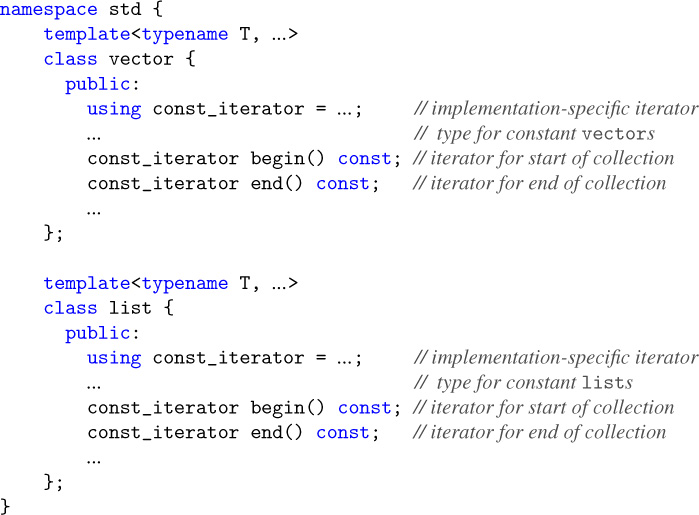 namespace std {
    template<typename T, ...>
    class vector {
      public:
        using const_iterator = ...;     // implementation-specific iterator
        ...                             //  type for constant vectors
        const_iterator begin() const; // iterator for start of collection
        const_iterator end() const;   // iterator for end of collection
        ...
    };

    template<typename T, ...>
    class list {
      public:
        using const_iterator = ...;     // implementation-specific iterator
        ...                             //  type for constant lists
        const_iterator begin() const; // iterator for start of collection
        const_iterator end() const;   // iterator for end of collection
        ...
    };
}